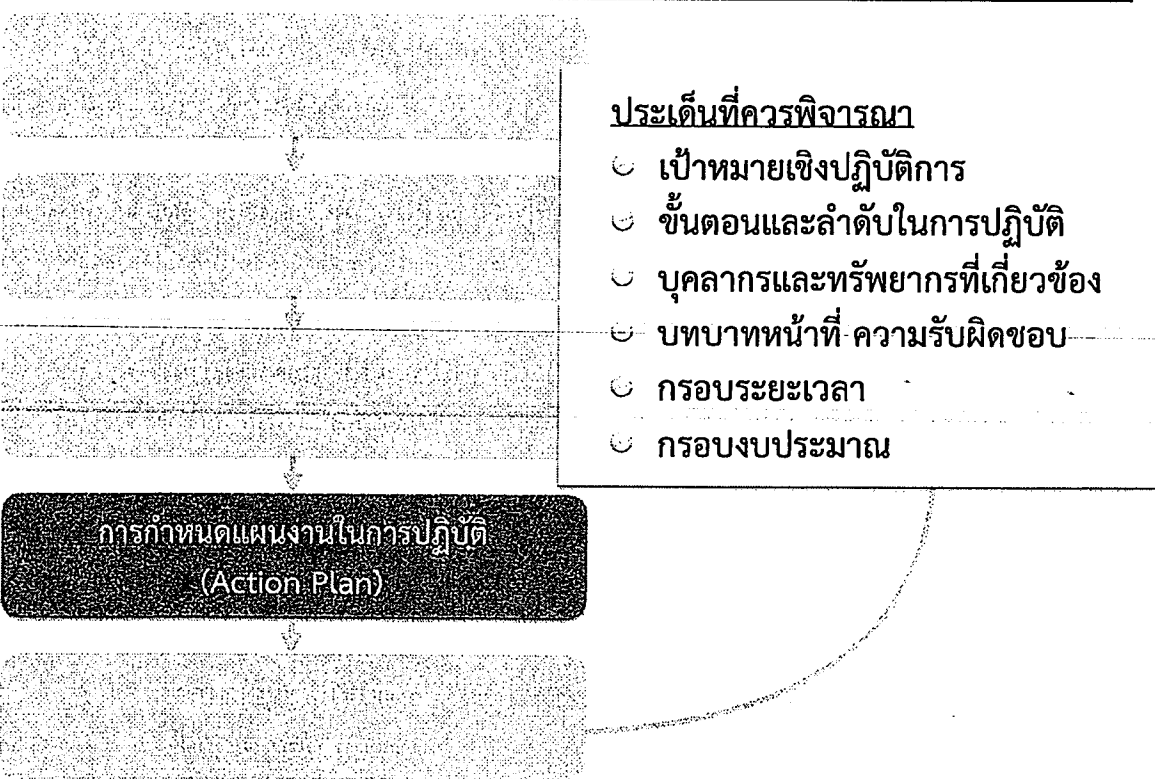 ประเด็นที่ควรพิจารณา
เป้าหมายเชิงปฏิบัติการ
ขั้นตอนและลำดับในการปฏิบัติ
บุคลากรและทรัพยากรที่เกี่ยวข้อง
บทบาทหน้าที่ ความรับผิดชอบ
กรอบระยะเวลา
กรอบงบประมาณ
การกำหนดแผนงานในการปฏิบัติ
(Action Plan)